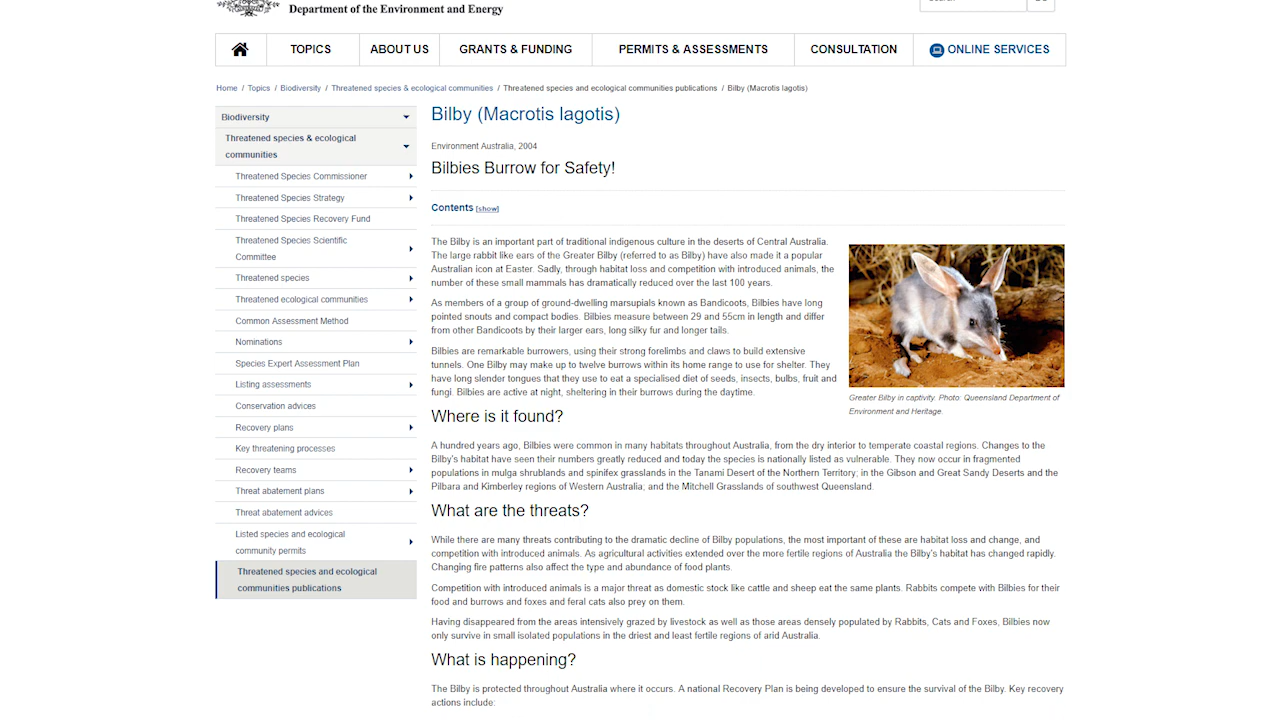 Department of the Environment and Energy
TOPICS
ABOUT US
GRANTS & FUNDING
PERMITS & ASSESSMENTS
CONSULTATION
ONLINE SERVICES
Home / Topics / Biodiversity / Threatened species & ecological communities / Threatened species and ecological communities publications / Bilby (Macrotis lagotis)
Biodiversity
Threatened species & ecological
communities
Threatened Species Commissioner
Threatened Species Strategy
Threatened Species Recovery Fund
Threatened Species Scientific
Committee
Threatened species
Threatened ecological communities
Common Assessment Method
Nominations
Species Expert Assessment Plan
Listing assessments
Conservation advices
Recovery plans
Key threatening processes
Recovery teams
Threat abatement plans
Threat abatement advices
Listed species and ecological
community permits
Threatened species and ecological
communities publications
Bilby (Macrotis lagotis)
Environment Australia, 2004
Bilbies Burrow for Safety!
Contents [show]
The Bilby is an important part of traditional indigenous culture in the deserts of Central Australia.
The large rabbit like ears of the Greater Bilby (referred to as Bilby) have also made it a popular
Australian icon at Easter. Sadly, through habitat loss and competition with introduced animals, the
number of these small mammals has dramatically reduced over the last 100 years.
As members of a group of ground-dwelling marsupials known as Bandicoots, Bilbies have long
pointed snouts and compact bodies. Bilbies measure between 29 and 55cm in length and differ
from other Bandicoots by their larger ears, long silky fur and longer tails.
Bilbies are remarkable burrowers, using their strong forelimbs and claws to build extensive
tunnels. One Bilby may make up to twelve burrows within its home range to use for shelter. They
have long slender tongues that they use to eat a specialised diet of seeds, insects, bulbs, fruit and
fungi. Bilbies are active at night, sheltering in their burrows during the daytime.
Greater Bilby in captivity. Photo: Queensland Department of
Environment and Heritage.
Where is it found?
A hundred years ago, Bilbies were common in many habitats throughout Australia, from the dry interior to temperate coastal regions. Changes to the
Bilby's habitat have seen their numbers greatly reduced and today the species is nationally listed as vulnerable. They now occur in fragmented
populations in mulga shrublands and spinifex grasslands in the Tanami Desert of the Northern Territory; in the Gibson and Great Sandy Deserts and the
Pilbara and Kimberley regions of Western Australia; and the Mitchell Grasslands of southwest Queensland.
What are the threats?
While there are many threats contributing to the dramatic decline of Bilby populations, the most important of these are habitat loss and change, and
competition with introduced animals. As agricultural activities extended over the more fertile regions of Australia the Bilby's habitat has changed rapidly.
Changing fire patterns also affect the type and abundance of food plants.
Competition with introduced animals is a major threat as domestic stock like cattle and sheep eat the same plants. Rabbits compete with Bilbies for their
food and burrows and foxes and feral cats also prey on them.
Having disappeared from the areas intensively grazed by livestock as well as those areas densely populated by Rabbits, Cats and Foxes, Bilbies now
only survive in small isolated populations in the driest and least fertile regions of arid Australia.
What is happening?
The Bilby is protected throughout Australia where it occurs. A national Recovery Plan is being developed to ensure the survival of the Bilby. Key recovery
actions include: